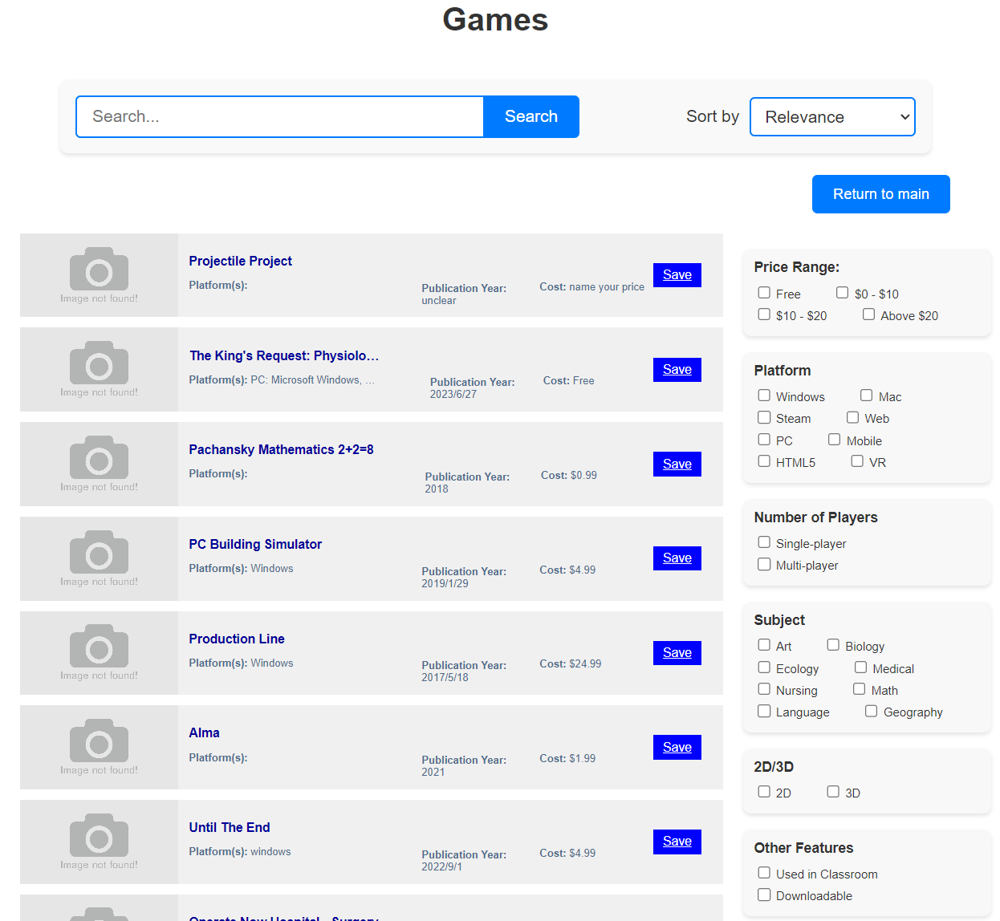 Games
Search...
Search
Sort by
Relevance
Return to main
Image not found!
Projectile Project
Platform(s):
Publication Year:
unclear
Cost: name your price
Save
Image not found!
The King's Request: Physiolo...
Platform(s): PC: Microsoft Windows, ...
Publication Year:
2023/6/27
Cost: Free
Save
Image not found!
Pachansky Mathematics 2+2=8
Platform(s):
Publication Year:
2018
Cost: $0.99
Save
Image not found!
PC Building Simulator
Platform(s): Windows
Publication Year:
2019/1/29
Cost: $4.99
Save
Image not found!
Production Line
Platform(s): Windows
Publication Year:
2017/5/18
Cost: $24.99
Save
Image not found!
Alma
Platform(s):
Publication Year:
2021
Cost: $1.99
Save
Image not found!
Until The End
Platform(s): windows
Publication Year:
2022/9/1
Cost: $4.99
Save
Price Range:
Free
$0 - $10
$10 - $20
Above $20
Platform
Windows
Mac
Steam
Web
PC
Mobile
HTML5
VR
Number of Players
Single-player
Multi-player
Subject
Art
Biology
Ecology
Medical
Nursing
Math
Language
Geography
2D/3D
2D
3D
Other Features
Used in Classroom
Downloadable